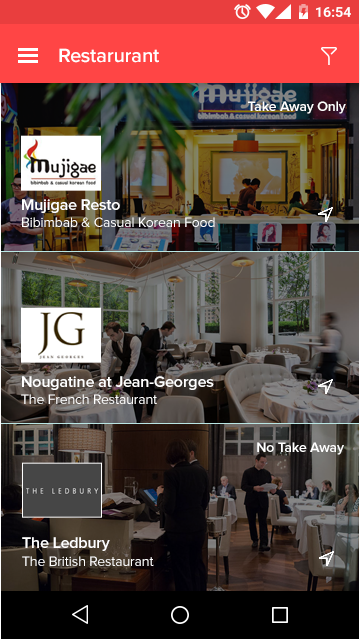 16:54
Restarurant
Mujigae
Take Away Only
Mujigae
bibimbab & casual korean food
Mujigae Resto
Bibimbab & Casual Korean Food
JG
JEAN GEORGES
Nougatine at Jean-Georges
The French Restaurant
No Take Away
THE LEDBURY
The Ledbury
The British Restaurant